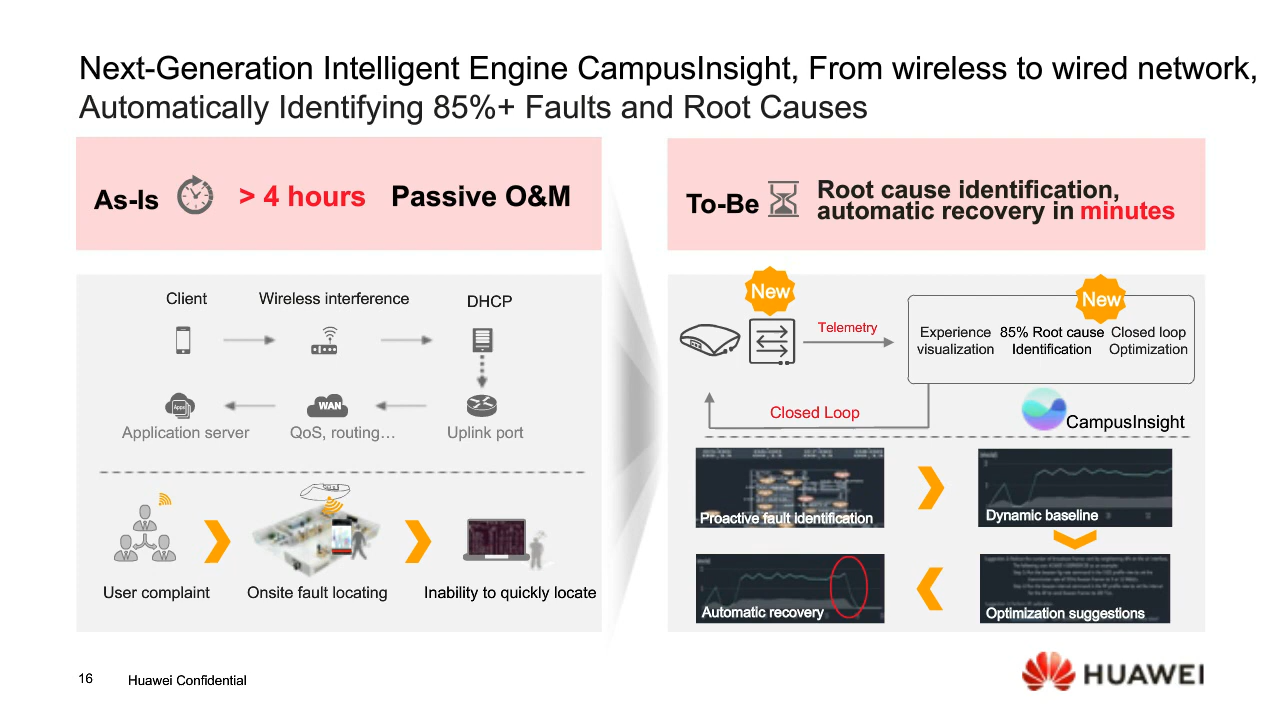 Next-Generation Intelligent Engine CampusInsight, From wireless to wired network,
Automatically Identifying 85%+ Faults and Root Causes
As-Is
> 4 hours
Passive O&M
To-Be
Root cause identification,
automatic recovery in minutes
Client
Wireless interference
DHCP
Apps
WAN
Application server
QoS, routing…
Uplink port
User complaint
Onsite fault locating
Inability to quickly locate
New
New
Telemetry
Experience
visualization
85% Root cause
Identification
Closed loop
Optimization
Closed Loop
CampusInsight
Proactive fault identification
Dynamic baseline
Automatic recovery
Optimization suggestions
16
Huawei Confidential
HUAWEI